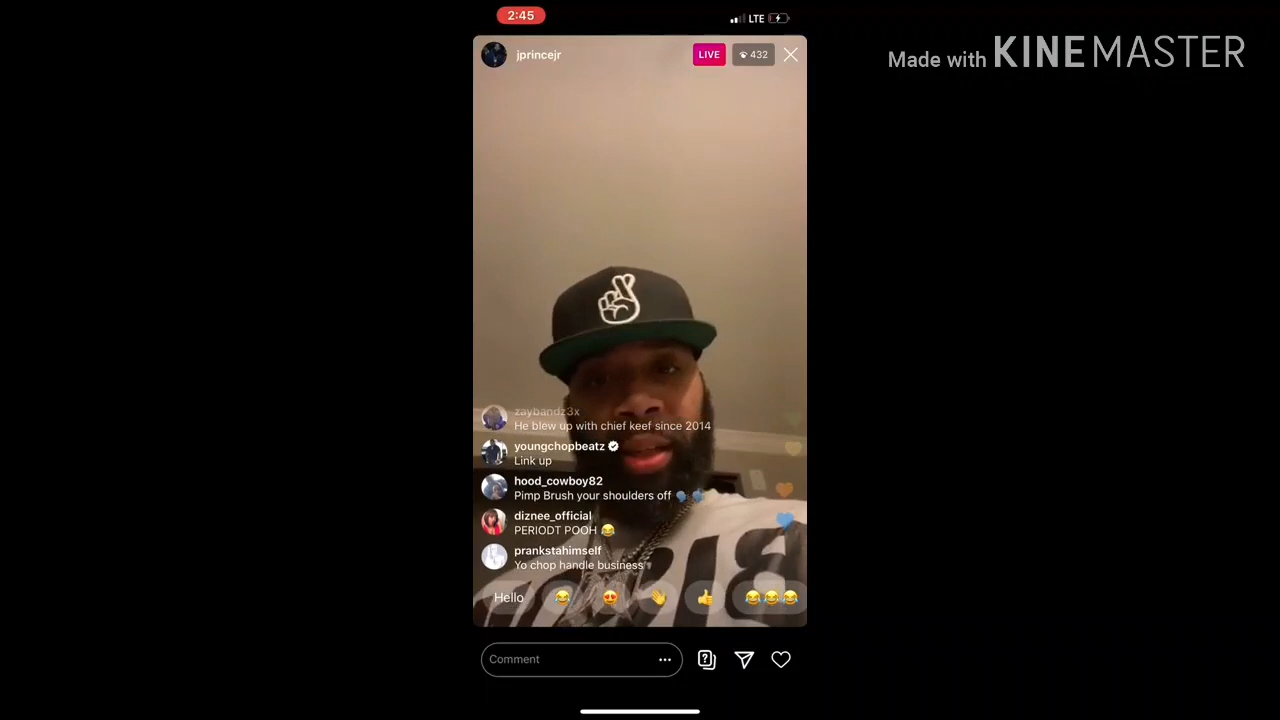 2:45
LTE
Made with KINEMASTER
jprincejr
LIVE
432
zaybandz3x
He blew up with chief keef since 2014
youngchopbeatz
Link up
hood_cowboy82
Pimp Brush your shoulders off 🗣️🗣️
diznee_official
PERIODT POOH 😂
prankstahimself
Yo chop handle business
Hello 😂 😍 👋 👍 😂😂😂
Comment